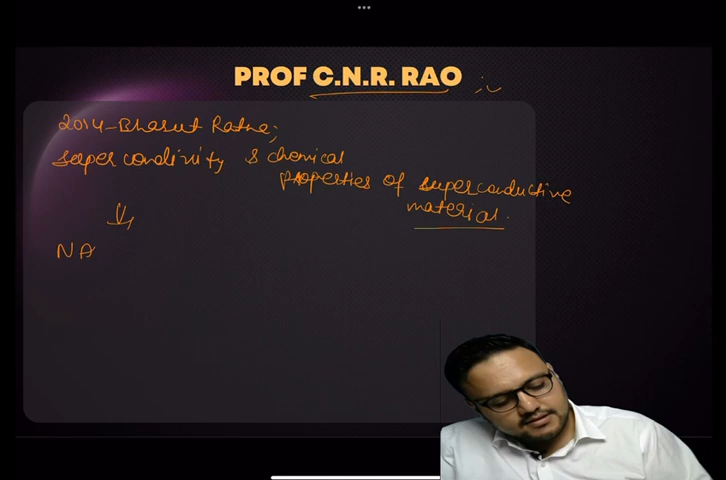 PROF C.N.R. RAO
2014-Bharat Ratna;
superconductivity & chemical
properties of superconductive
material.
NA